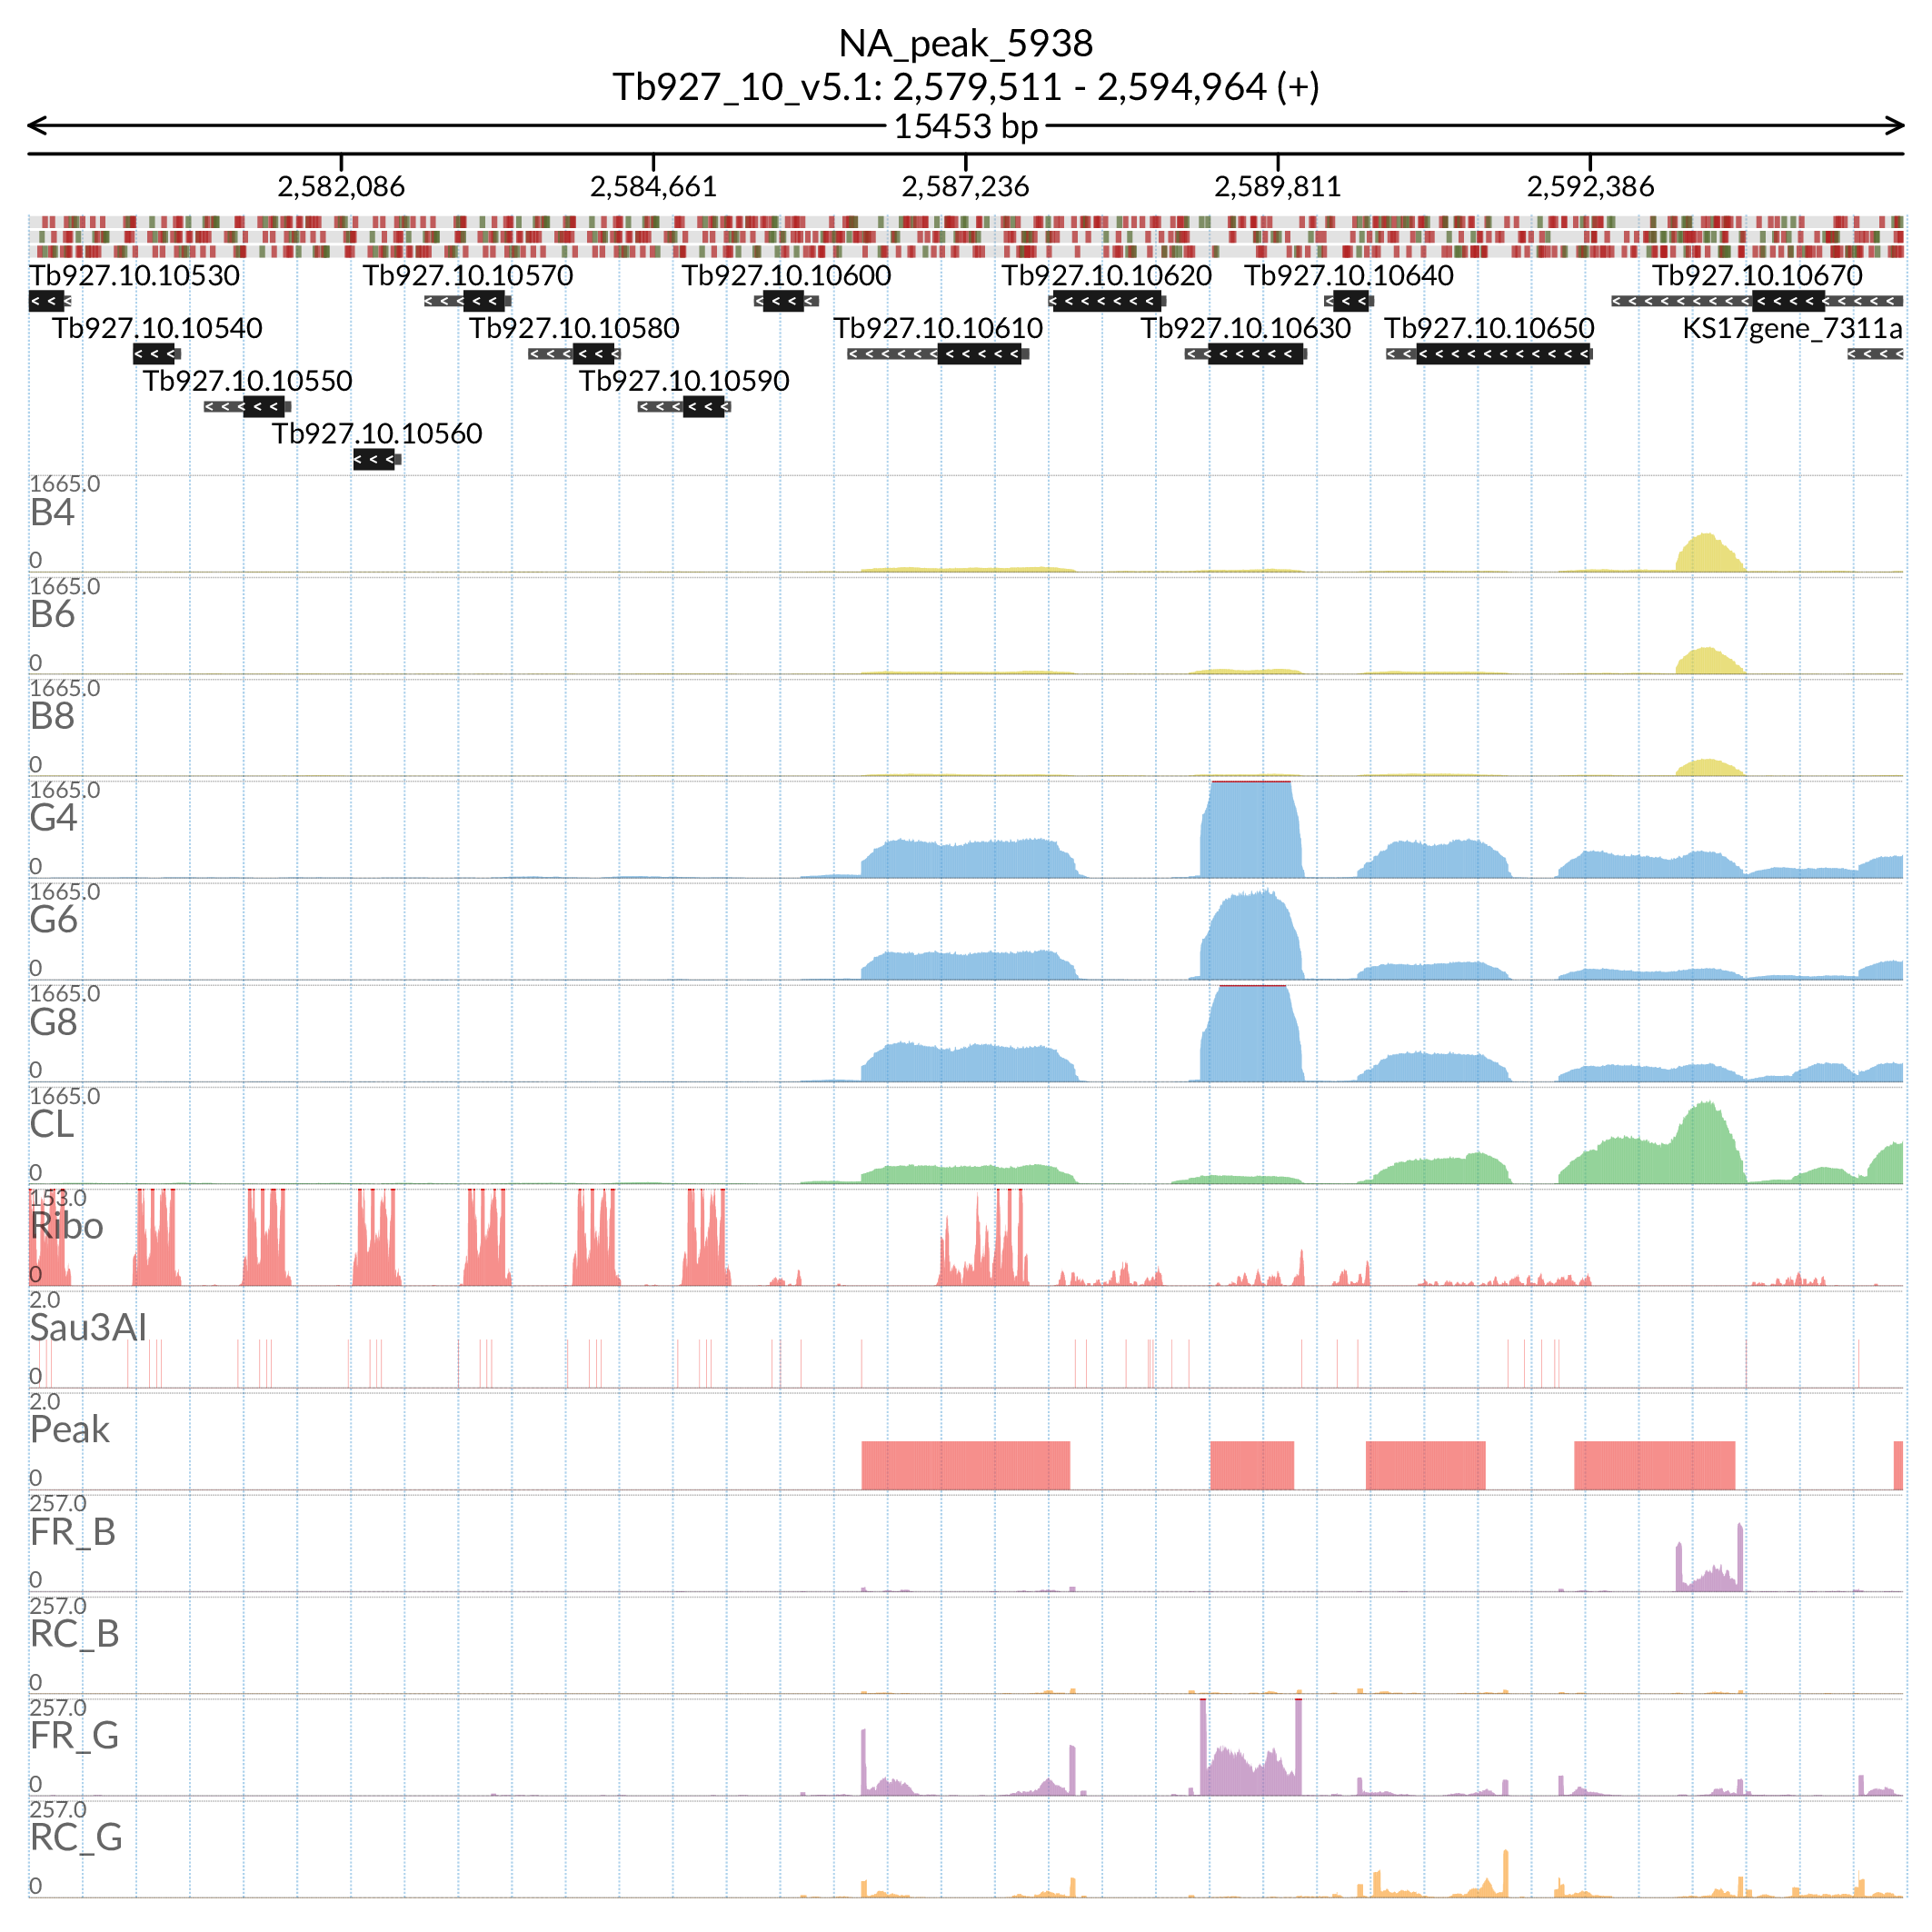 NA_peak_5938
Tb927_10_v5.1: 2,579,511 - 2,594,964 (+)
15453 bp
2,582,086 2,584,661 2,587,236 2,589,811 2,592,386
Tb927.10.10530 Tb927.10.10570 Tb927.10.10600 Tb927.10.10620 Tb927.10.10640 Tb927.10.10670
Tb927.10.10540 Tb927.10.10580 Tb927.10.10610 Tb927.10.10630 Tb927.10.10650 KS17gene_7311a
Tb927.10.10550 Tb927.10.10590
Tb927.10.10560
1665.0
B4
0
1665.0
B6
0
1665.0
B8
0
1665.0
G4
0
1665.0
G6
0
1665.0
G8
0
1665.0
CL
0
153.0
Ribo
0
2.0
Sau3AI
0
2.0
Peak
0
257.0
FR_B
0
257.0
RC_B
0
257.0
FR_G
0
257.0
RC_G
0